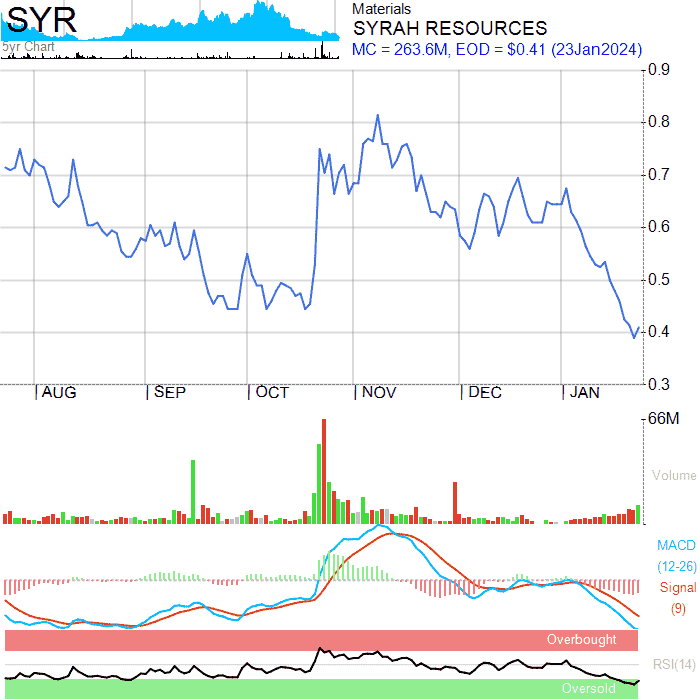 SYR
5yr Chart
Materials
SYRAH RESOURCES
MC = 263.6M, EOD = $0.41 (23Jan2024)
0.9
0.8
0.7
0.6
0.5
0.4
0.3
AUG SEP OCT NOV DEC JAN
66M
Volume
MACD
(12-26)
Signal
(9)
Overbought
RSI(14)
Oversold